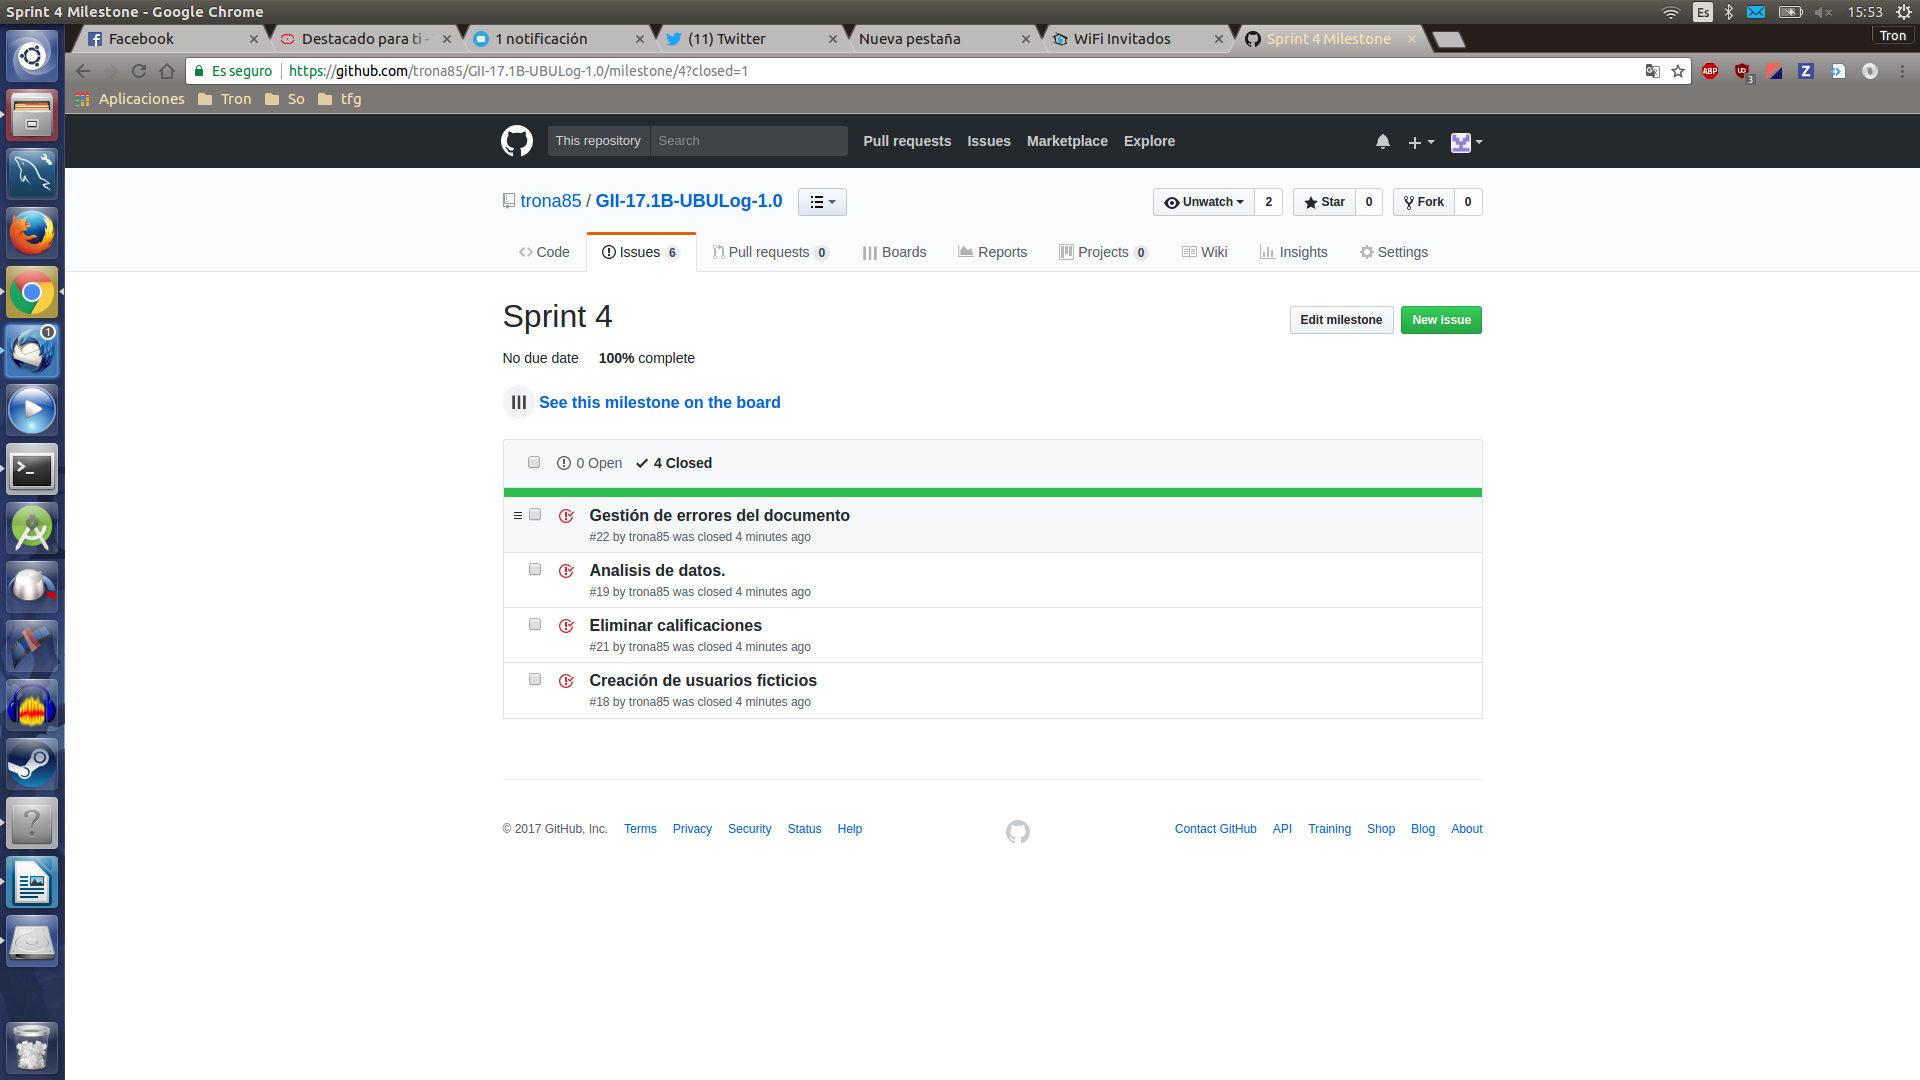 Sprint 4 Milestone - Google Chrome
Es
15:53
Facebook
Destacado para ti -
1 notificación
(11) Twitter
Nueva pestaña
WiFi Invitados
Sprint 4 Milestone
Tron
Es seguro
https://github.com/trona85/GII-17.1B-UBULog-1.0/milestone/4?closed=1
ABP
3
Z
Aplicaciones
Tron
So
tfg
This repository
Search
Pull requests
Issues
Marketplace
Explore
trona85 / GII-17.1B-UBULog-1.0
Unwatch
2
Star
0
Fork
0
Code
Issues 6
Pull requests 0
Boards
Reports
Projects 0
Wiki
Insights
Settings
Sprint 4
Edit milestone
New issue
No due date
100% complete
See this milestone on the board
0 Open
4 Closed
Gestión de errores del documento
#22 by trona85 was closed 4 minutes ago
Analisis de datos.
#19 by trona85 was closed 4 minutes ago
Eliminar calificaciones
#21 by trona85 was closed 4 minutes ago
Creación de usuarios ficticios
#18 by trona85 was closed 4 minutes ago
© 2017 GitHub, Inc.
Terms
Privacy
Security
Status
Help
Contact GitHub
API
Training
Shop
Blog
About
1